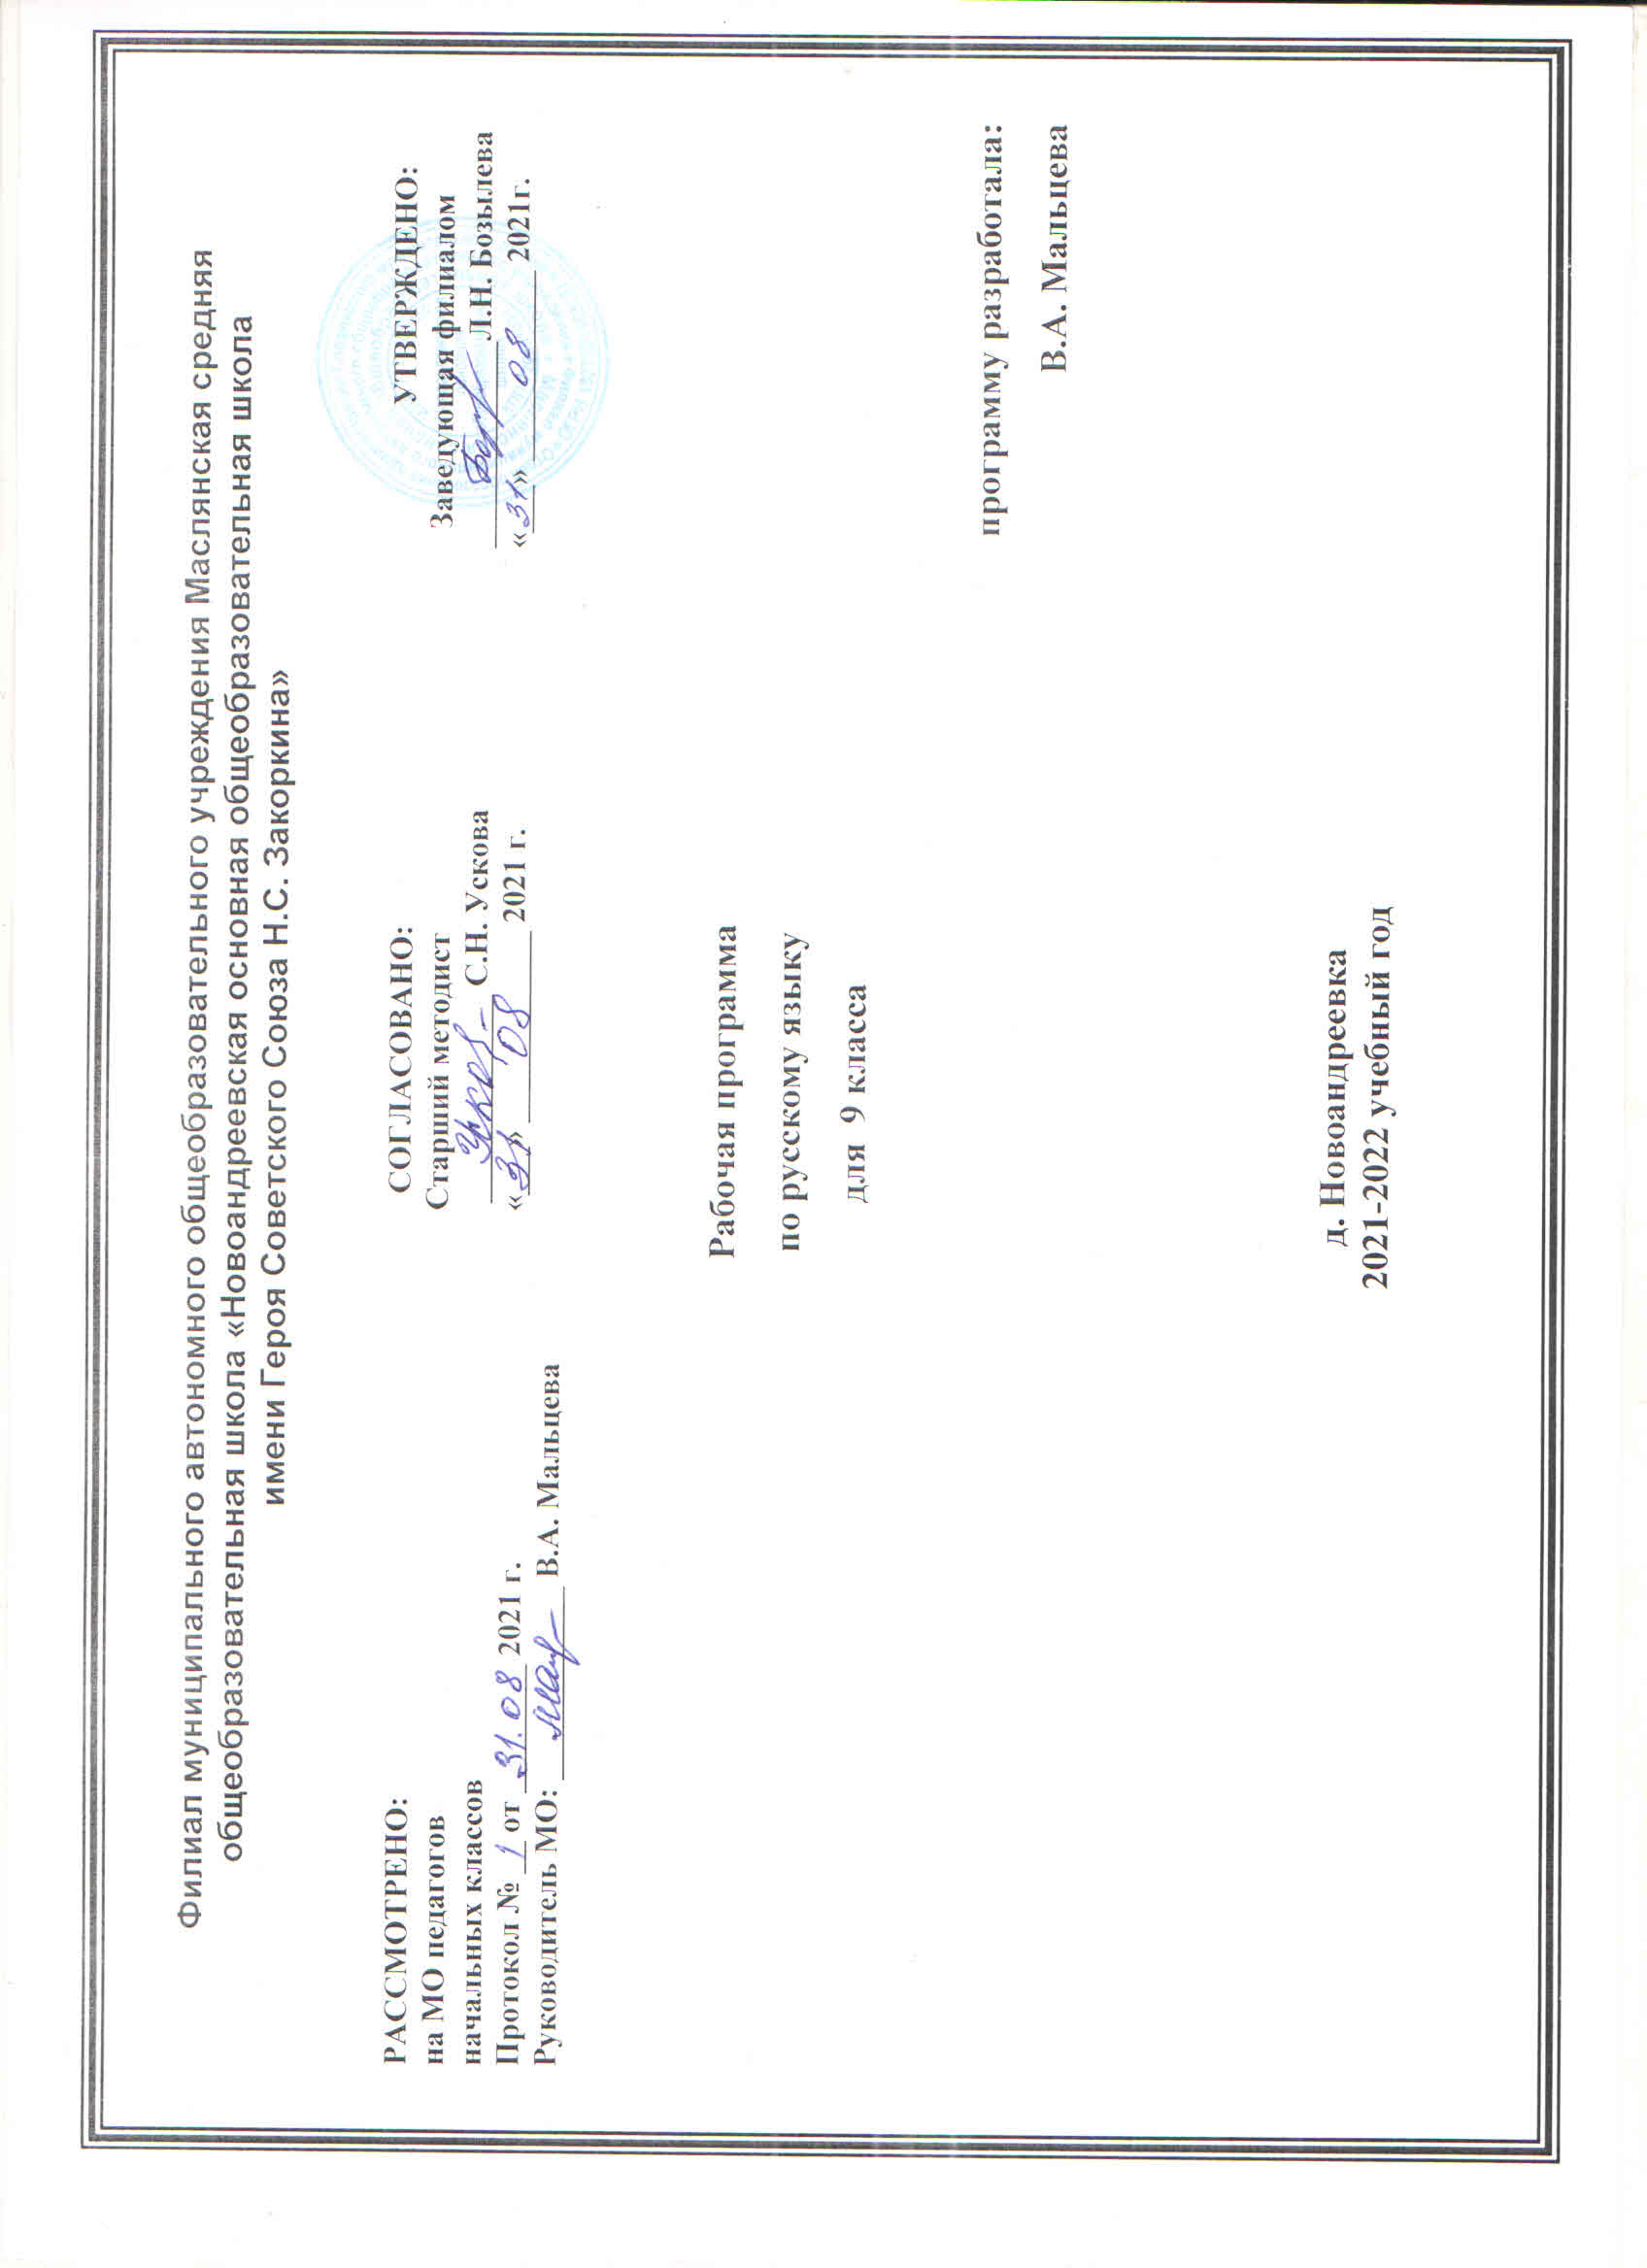 Филиал муниципального автономного общеобразовательного учреждения Маслянская средняя
общеобразовательная школа «Новоандреевская основная общеобразовательная школа
имени Героя Советского Союза Н.С. Закоркина»
РАССМОТРЕНО:
на МО педагогов
начальных классов
Протокол № 1 от 31.08 2021 г.
Руководитель МО: В.А. Мальцева
СОГЛАСОВАНО:
Старший методист
С.Н. Ускова
«31» 08 2021 г.
УТВЕРЖДЕНО:
Заведующая филиалом
Л.Н. Бозылева
«31» 08 2021г.
Рабочая программа
по русскому языку
для 9 класса
программу разработала:
В.А. Мальцева
д. Новоандреевка
2021-2022 учебный год